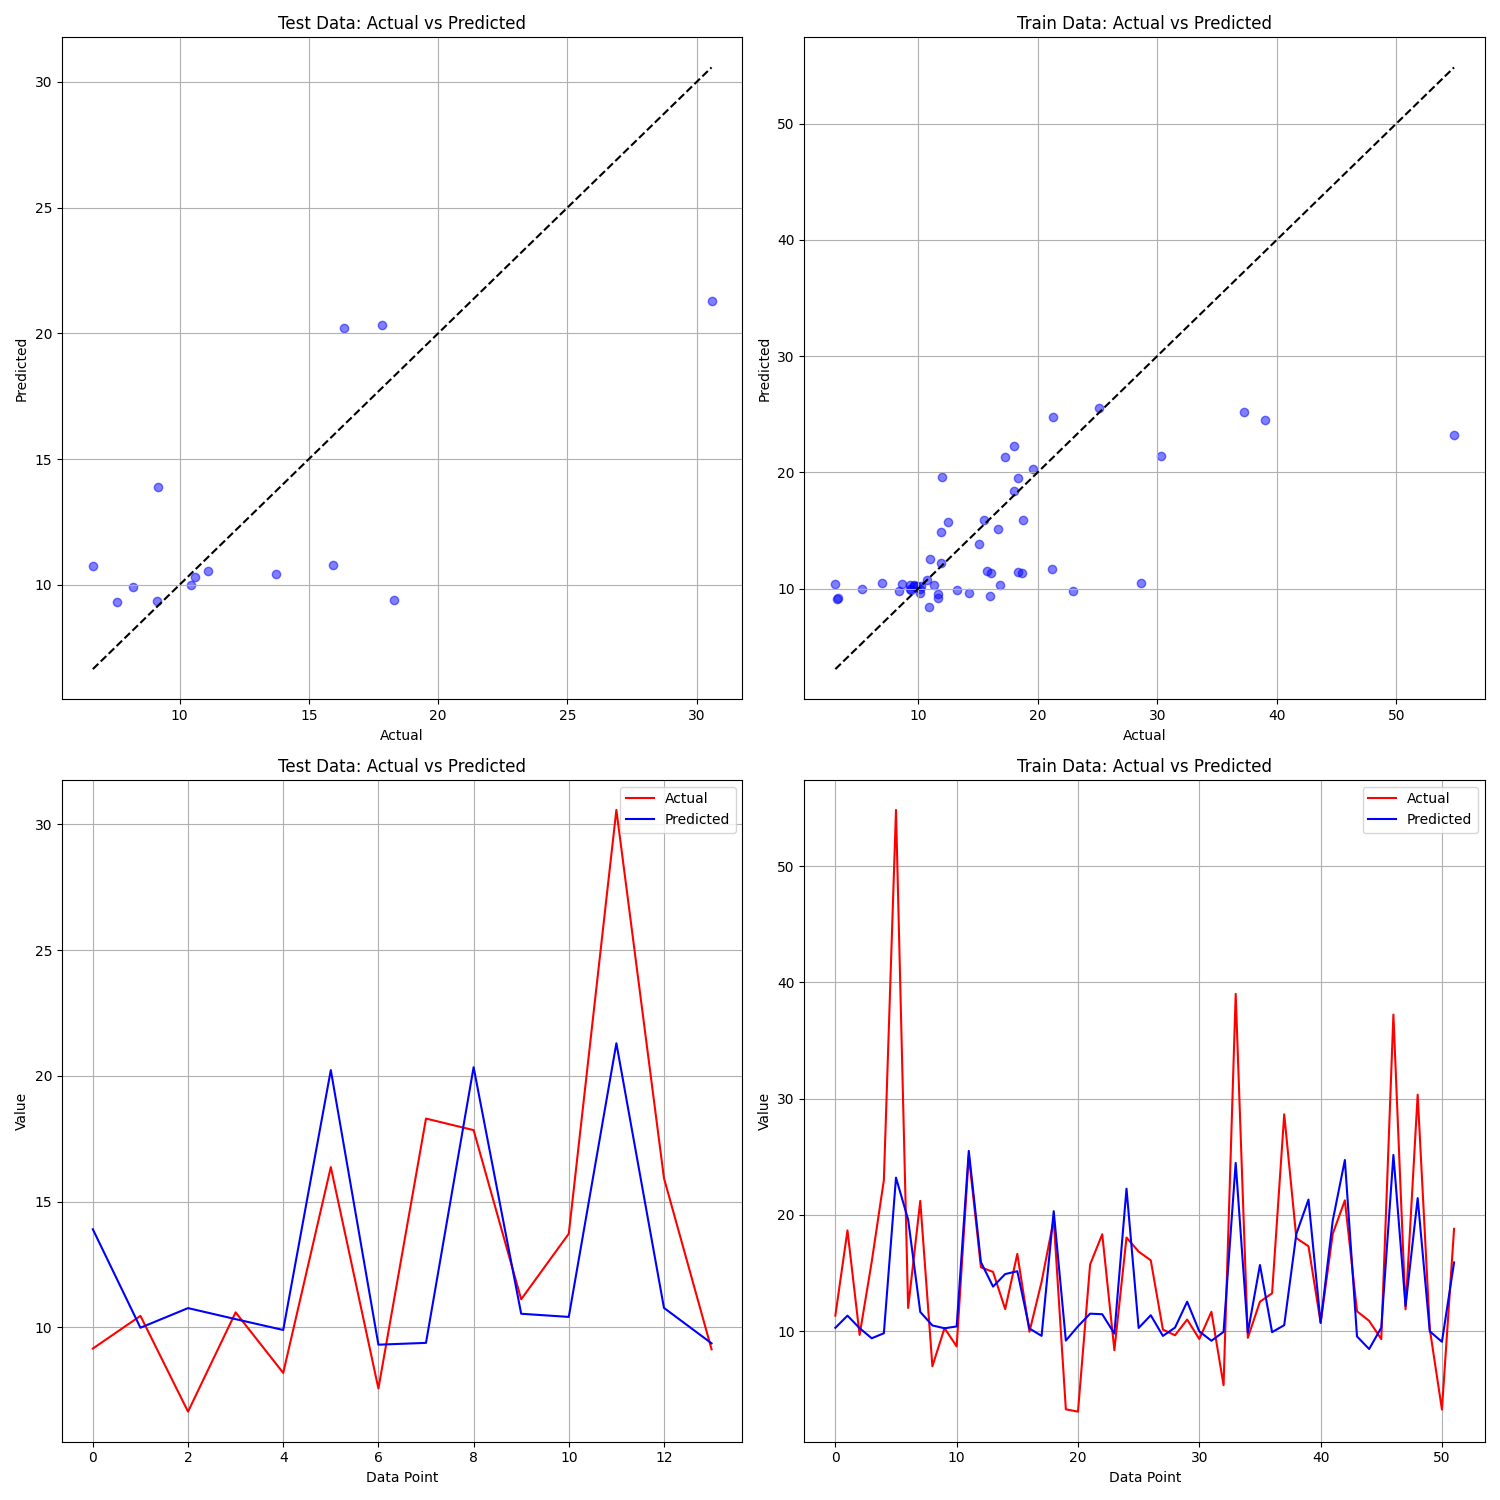 Test Data: Actual vs Predicted
30
25
20
15
10
Predicted
10 15 20 25 30
Actual
Train Data: Actual vs Predicted
50
40
30
20
10
Predicted
10 20 30 40 50
Actual
Test Data: Actual vs Predicted
Actual
Predicted
30
25
20
15
10
Value
0 2 4 6 8 10 12
Data Point
Train Data: Actual vs Predicted
Actual
Predicted
50
40
30
20
10
Value
0 10 20 30 40 50
Data Point